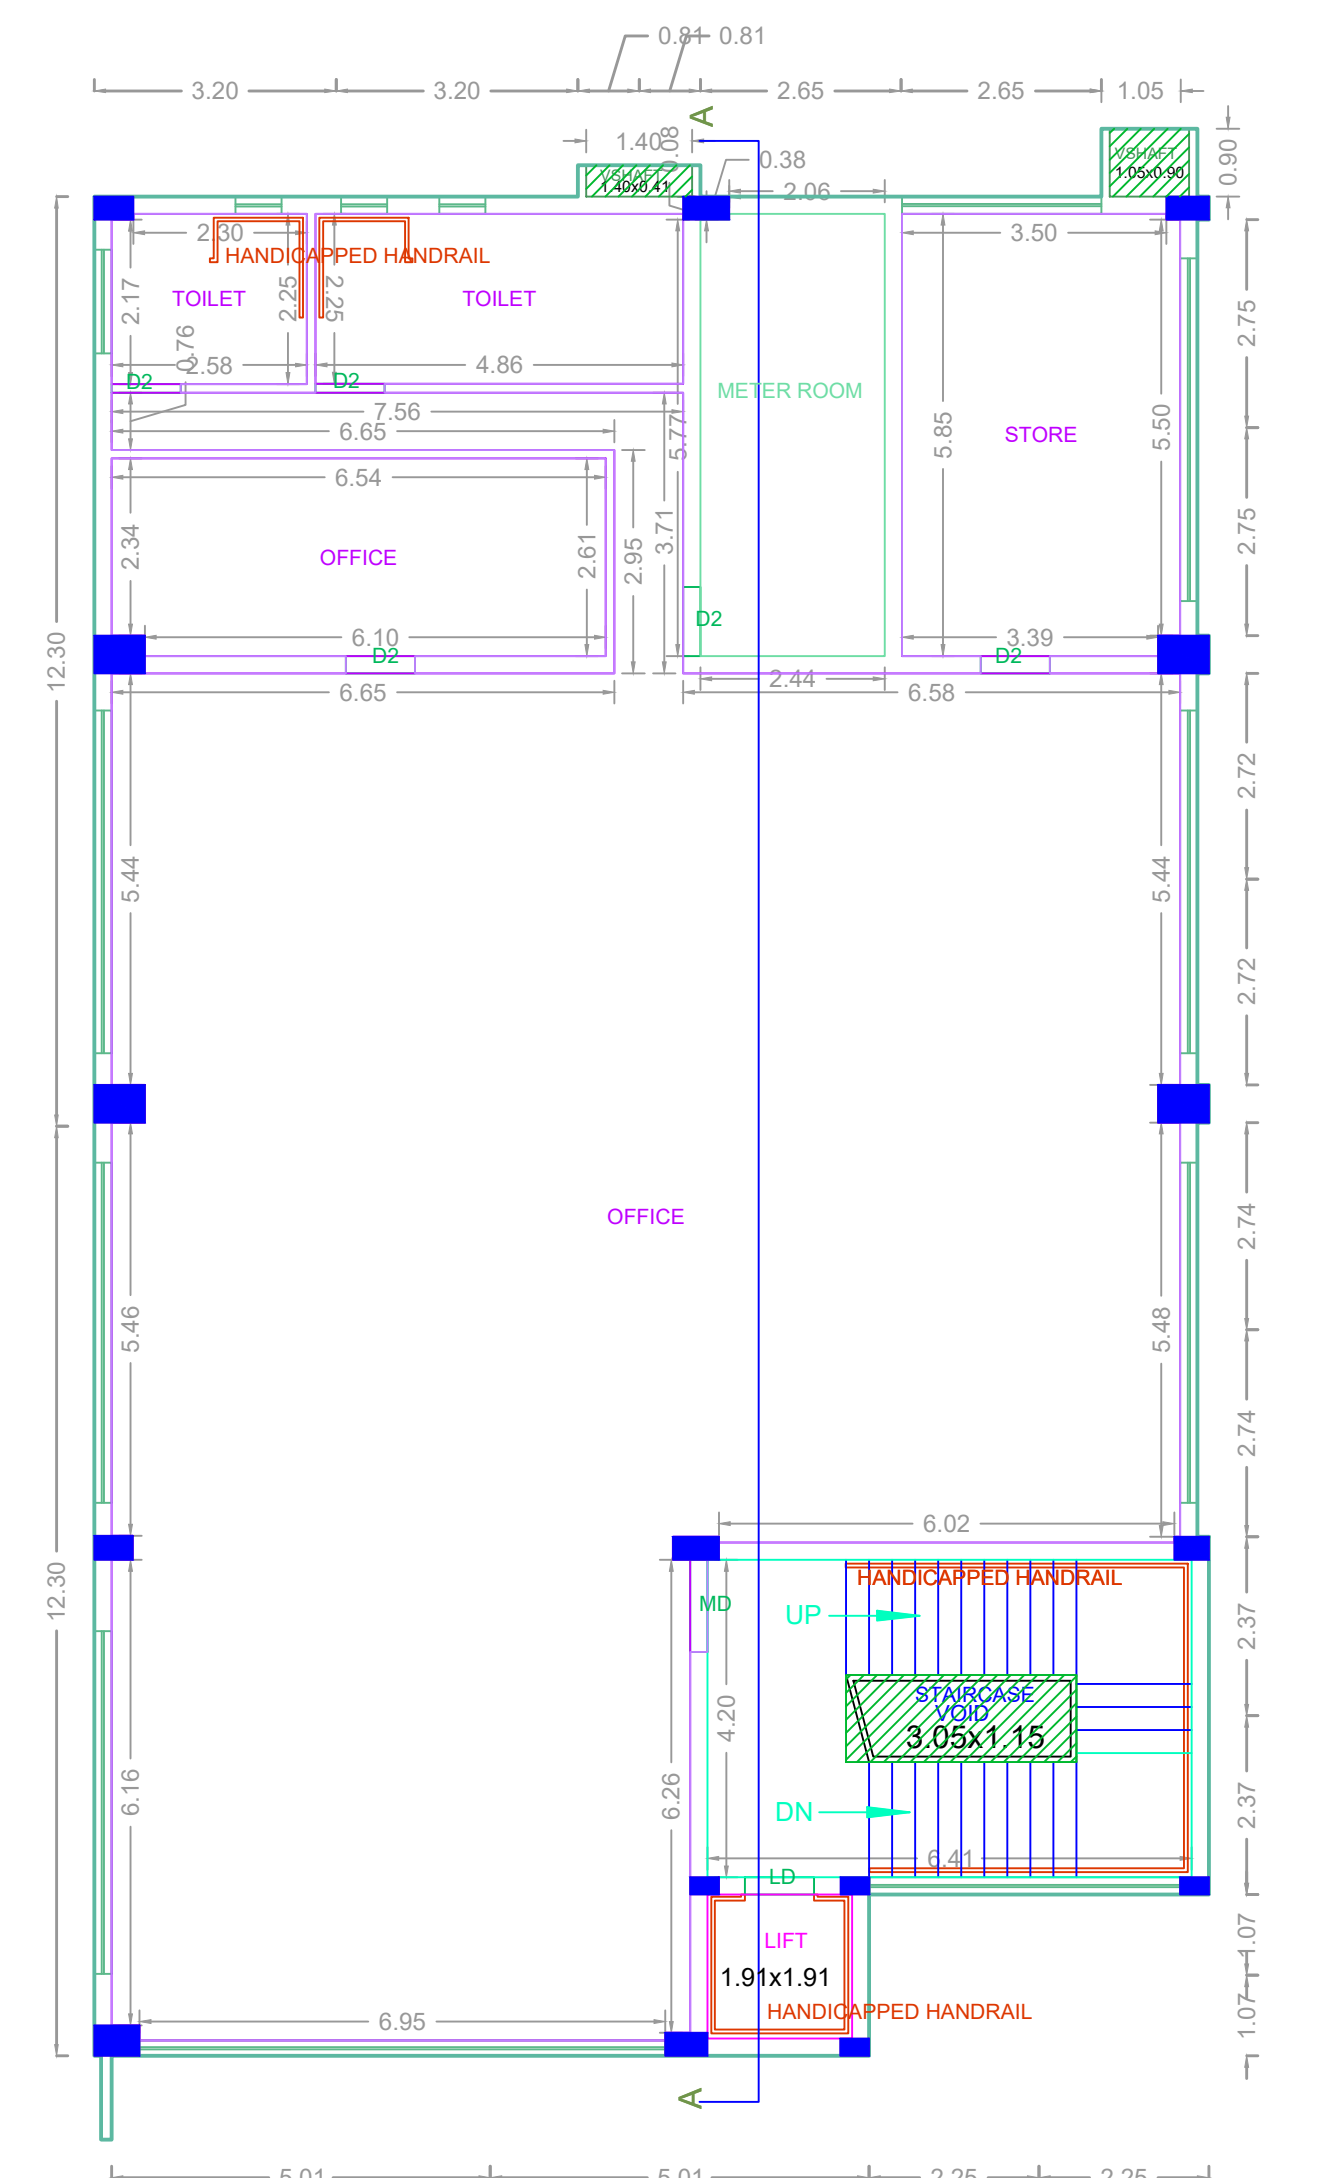 0.81 0.81
3.20 3.20 2.65 2.65 1.05
A
1.40 0.08 0.38 0.90
VSHAFT
1.40x0.41
VSHAFT
1.05x0.90
2.06
2.30 3.50
HANDICAPPED HANDRAIL
TOILET TOILET
2.17 2.25 2.25 2.75
0.76
2.58 4.86
D2 D2
METER ROOM
7.56
6.65 5.77 5.85 5.50
STORE
6.54
2.34 2.61 2.95 3.71 2.75
OFFICE
D2
6.10 3.39
D2 D2
12.30
2.44
6.65 6.58
2.72
5.44 5.44
2.72
OFFICE
2.74
5.46 5.48
2.74
6.02
HANDICAPPED HANDRAIL
12.30
MD
UP
2.37
STAIRCASE
VOID
3.05x1.15
4.20
6.16 6.26 2.37
DN
6.41
LD
LIFT
1.07
1.91x1.91
HANDICAPPED HANDRAIL
1.07
6.95
A
5.01 5.01 2.25 2.25